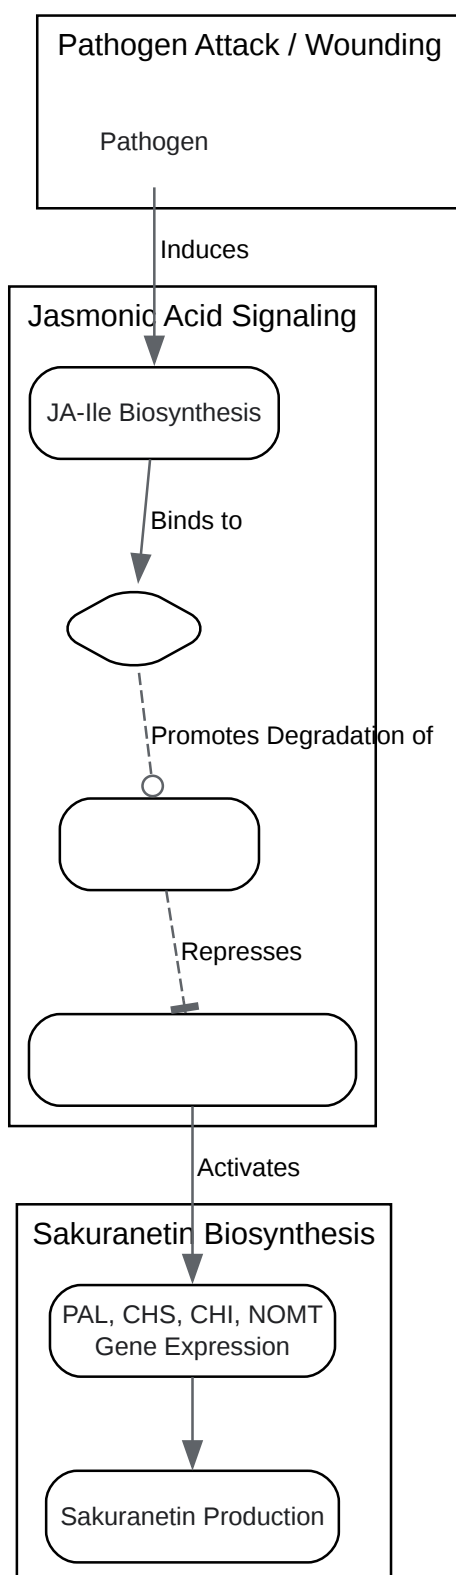 Pathogen Attack / Wounding
Pathogen
Induces
Jasmonic Acid Signaling
JA-Ile Biosynthesis
Binds to
Promotes Degradation of
Represses
Activates
Sakuranetin Biosynthesis
PAL, CHS, CHI, NOMT
Gene Expression
Sakuranetin Production